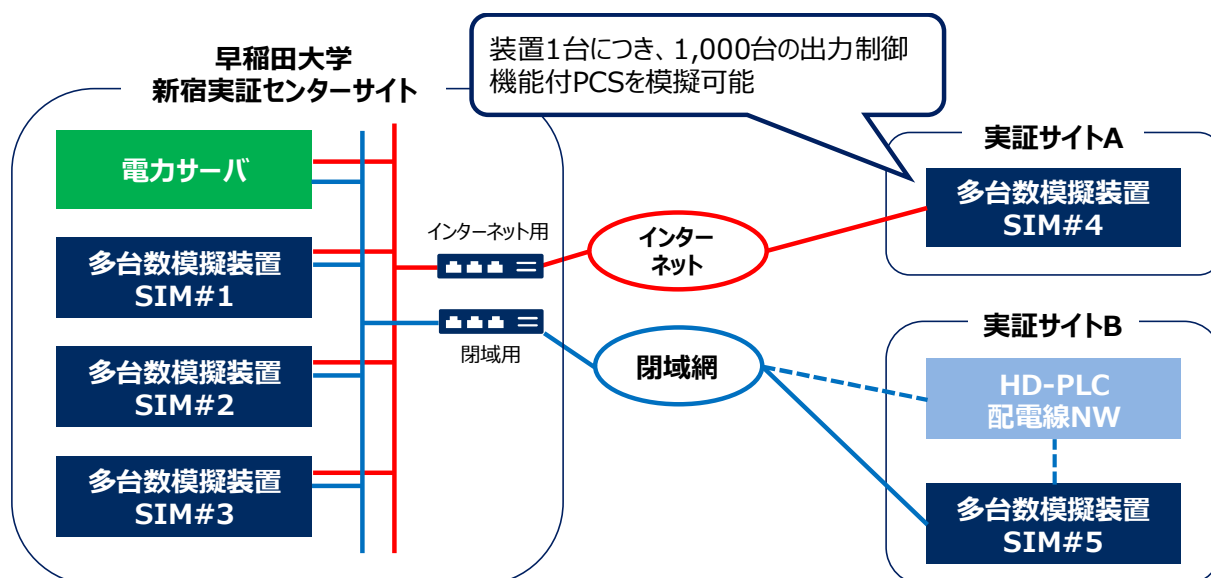 早稲田大学
新宿実証センターサイト
電力サーバ
多台数模擬装置
SIM#1
多台数模擬装置
SIM#2
多台数模擬装置
SIM#3
インターネット用
閉域用
インター
ネット
閉域網
装置1台につき、1,000台の出力制御
機能付PCSを模擬可能
実証サイトA
多台数模擬装置
SIM#4
実証サイトB
HD-PLC
配電線NW
多台数模擬装置
SIM#5